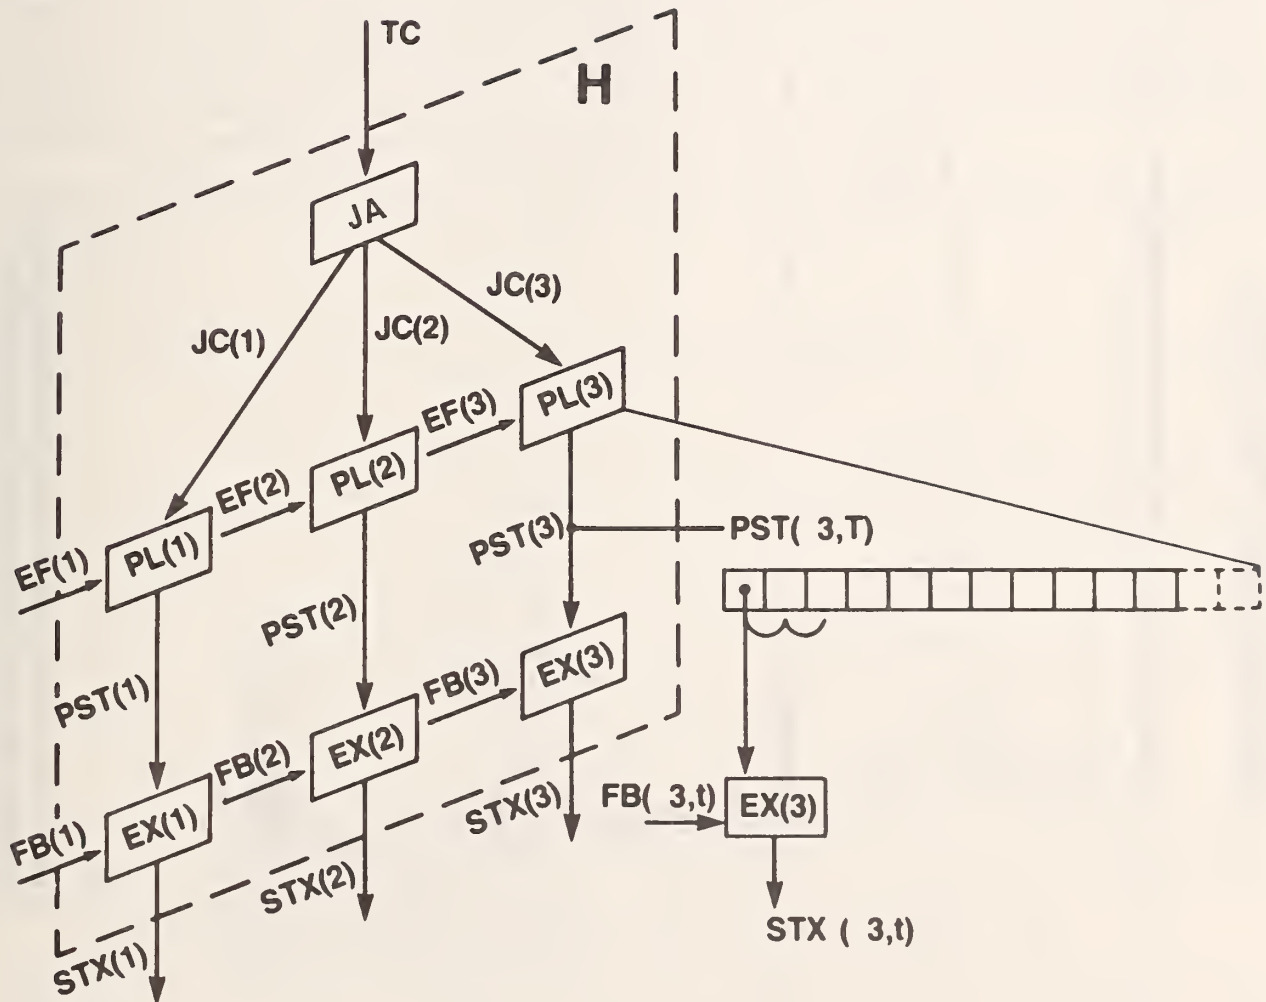 TC
H
JA
JC(3)
JC(1)
JC(2)
PL(3)
EF(3)
PL(2)
EF(2)
PL(1)
EF(1)
PST(3)
PST( 3,T)
PST(2)
PST(1)
EX(3)
FB(3)
EX(2)
FB(2)
EX(1)
FB(1)
STX(3)
FB( 3,t)
EX(3)
STX(2)
STX ( 3,t)
STX(1)